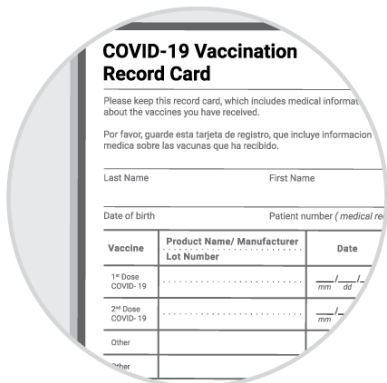 COVID-19 Vaccination
Record Card
Please keep this record card, which includes medical
about the vaccines you have received.
Por favor, guarde esta tarjeta de registro, que incluye informacion
medica sobre las vacunas que ha recibido.
Last Name First Name
Date of birth Patient number ( medical
Vaccine Product Name/ Manufacturer Date
Lot Number
1st Dose
COVID- 19
mm dd
2nd Dose
COVID- 19
mm
Other
Other